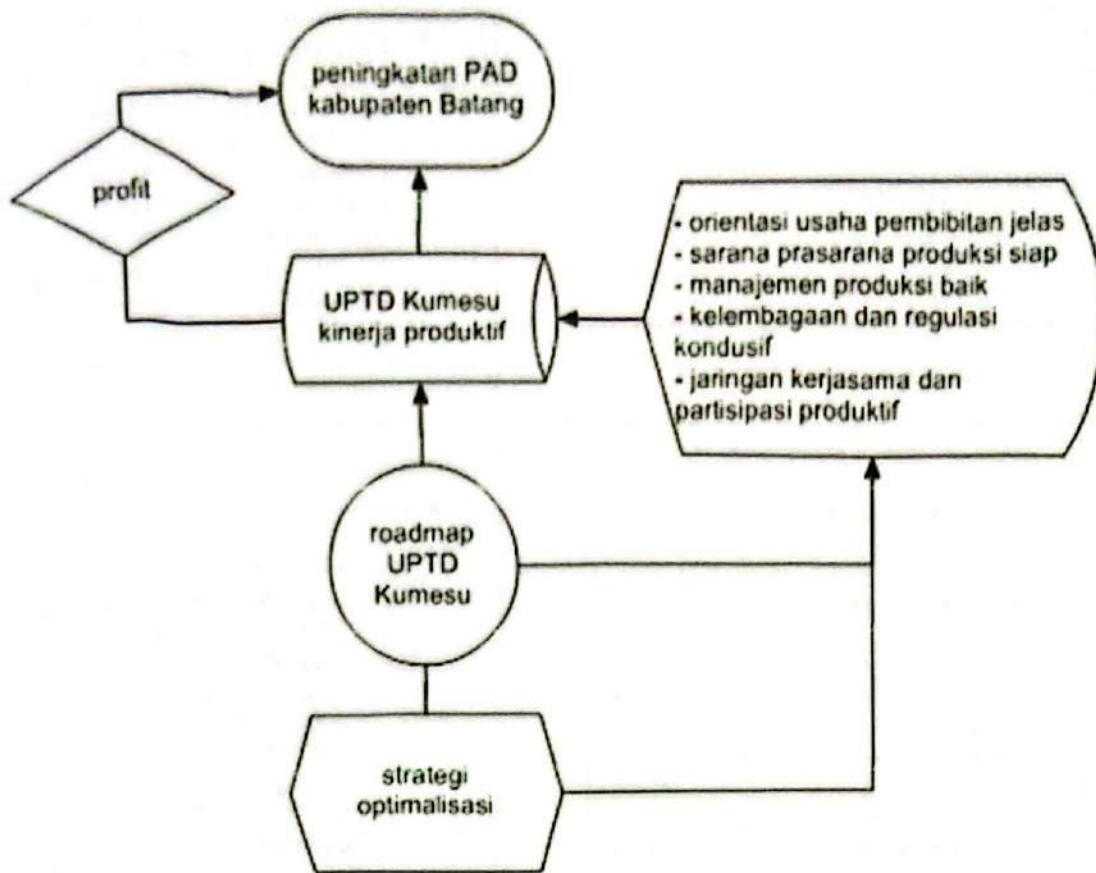 peningkatan PAD
kabupaten Batang
profit
- orientasi usaha pembibitan jelas
- sarana prasarana produksi siap
- manajemen produksi baik
- kelembagaan dan regulasi
kondusif
- jaringan kerjasama dan
partisipasi produktif
UPTD Kumesu
kinerja produktif
roadmap
UPTD
Kumesu
strategi
optimalisasi